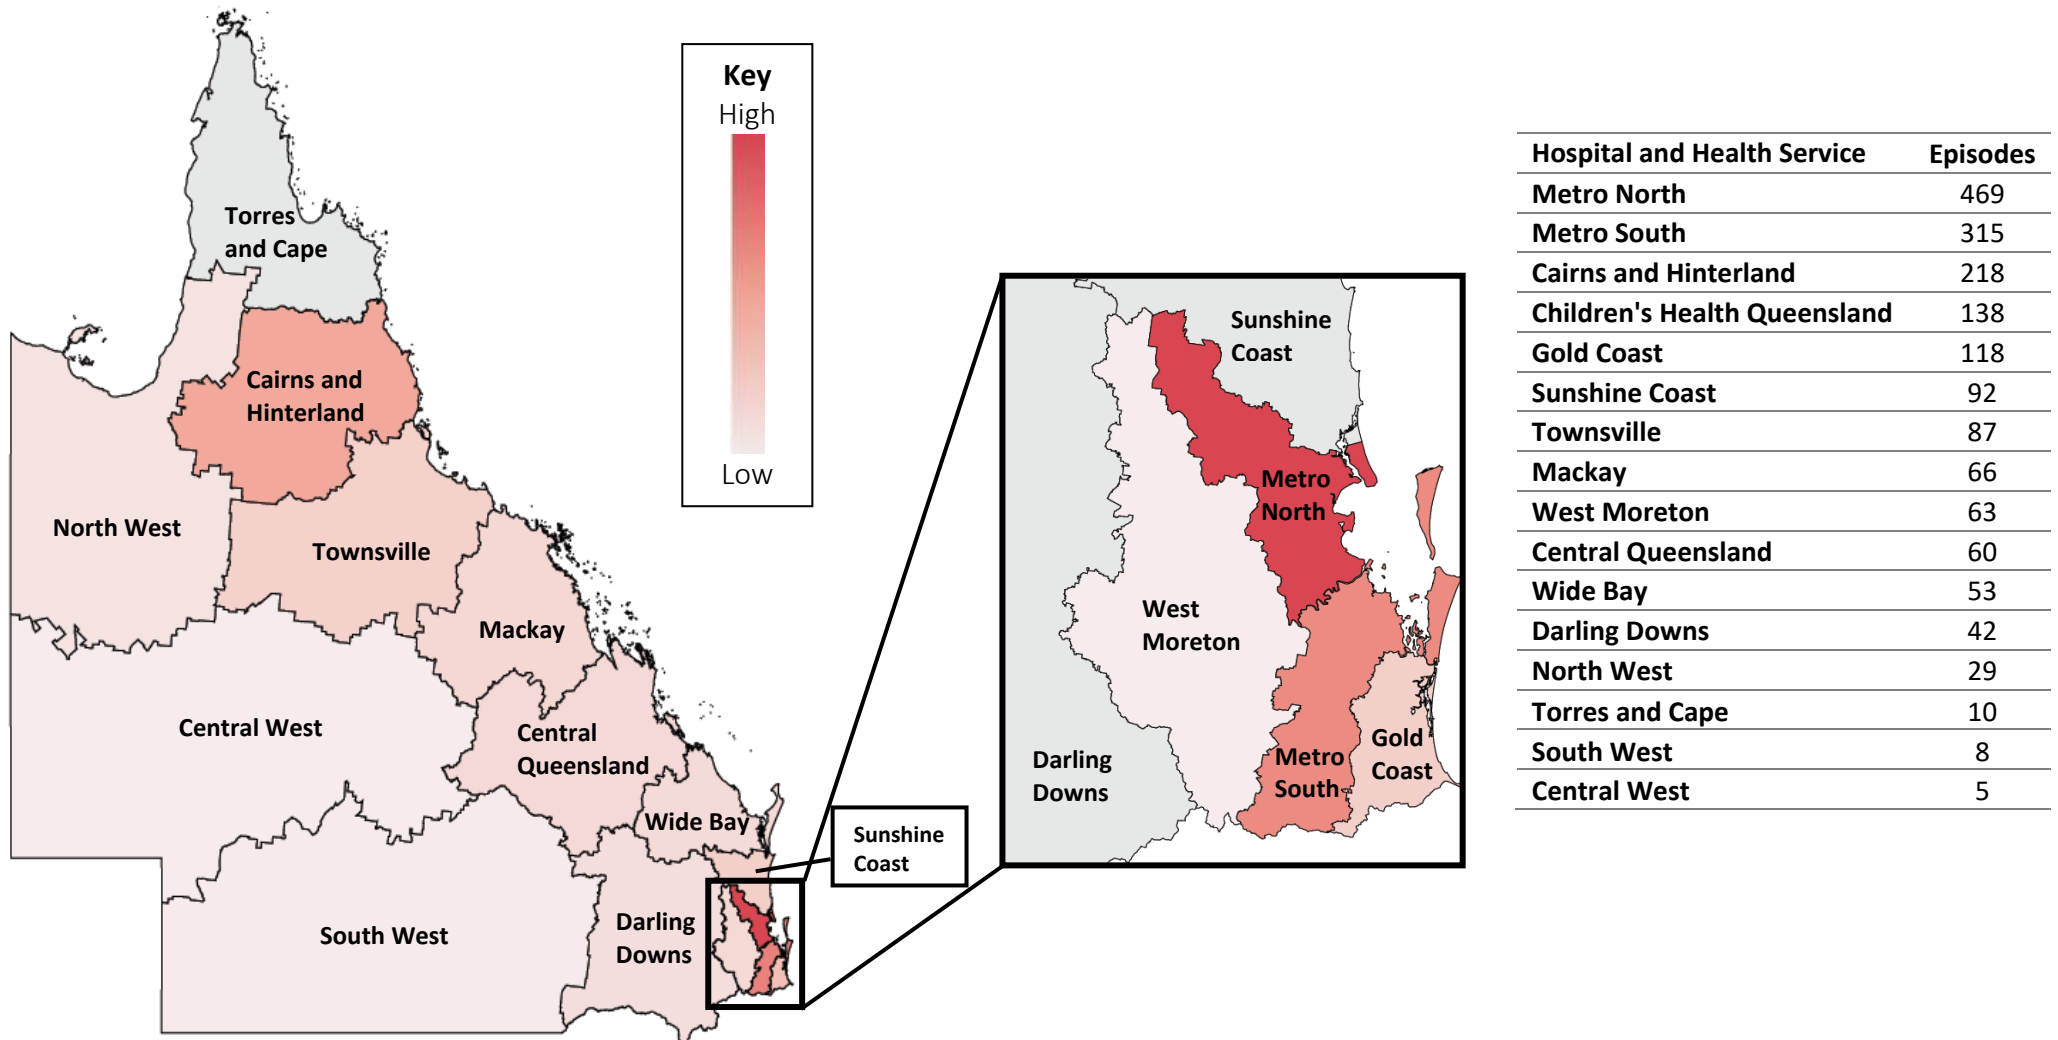 Torres
and Cape
Cairns and
Hinterland
North West
Townsville
Mackay
Central West
Central
Queensland
Wide Bay
South West
Darling
Downs
Sunshine
Coast
Key
High
Low
Sunshine
Coast
Metro
North
West
Moreton
Darling
Downs
Metro
South
Gold
Coast
Hospital and Health Service Episodes
Metro North 469
Metro South 315
Cairns and Hinterland 218
Children's Health Queensland 138
Gold Coast 118
Sunshine Coast 92
Townsville 87
Mackay 66
West Moreton 63
Central Queensland 60
Wide Bay 53
Darling Downs 42
North West 29
Torres and Cape 10
South West 8
Central West 5